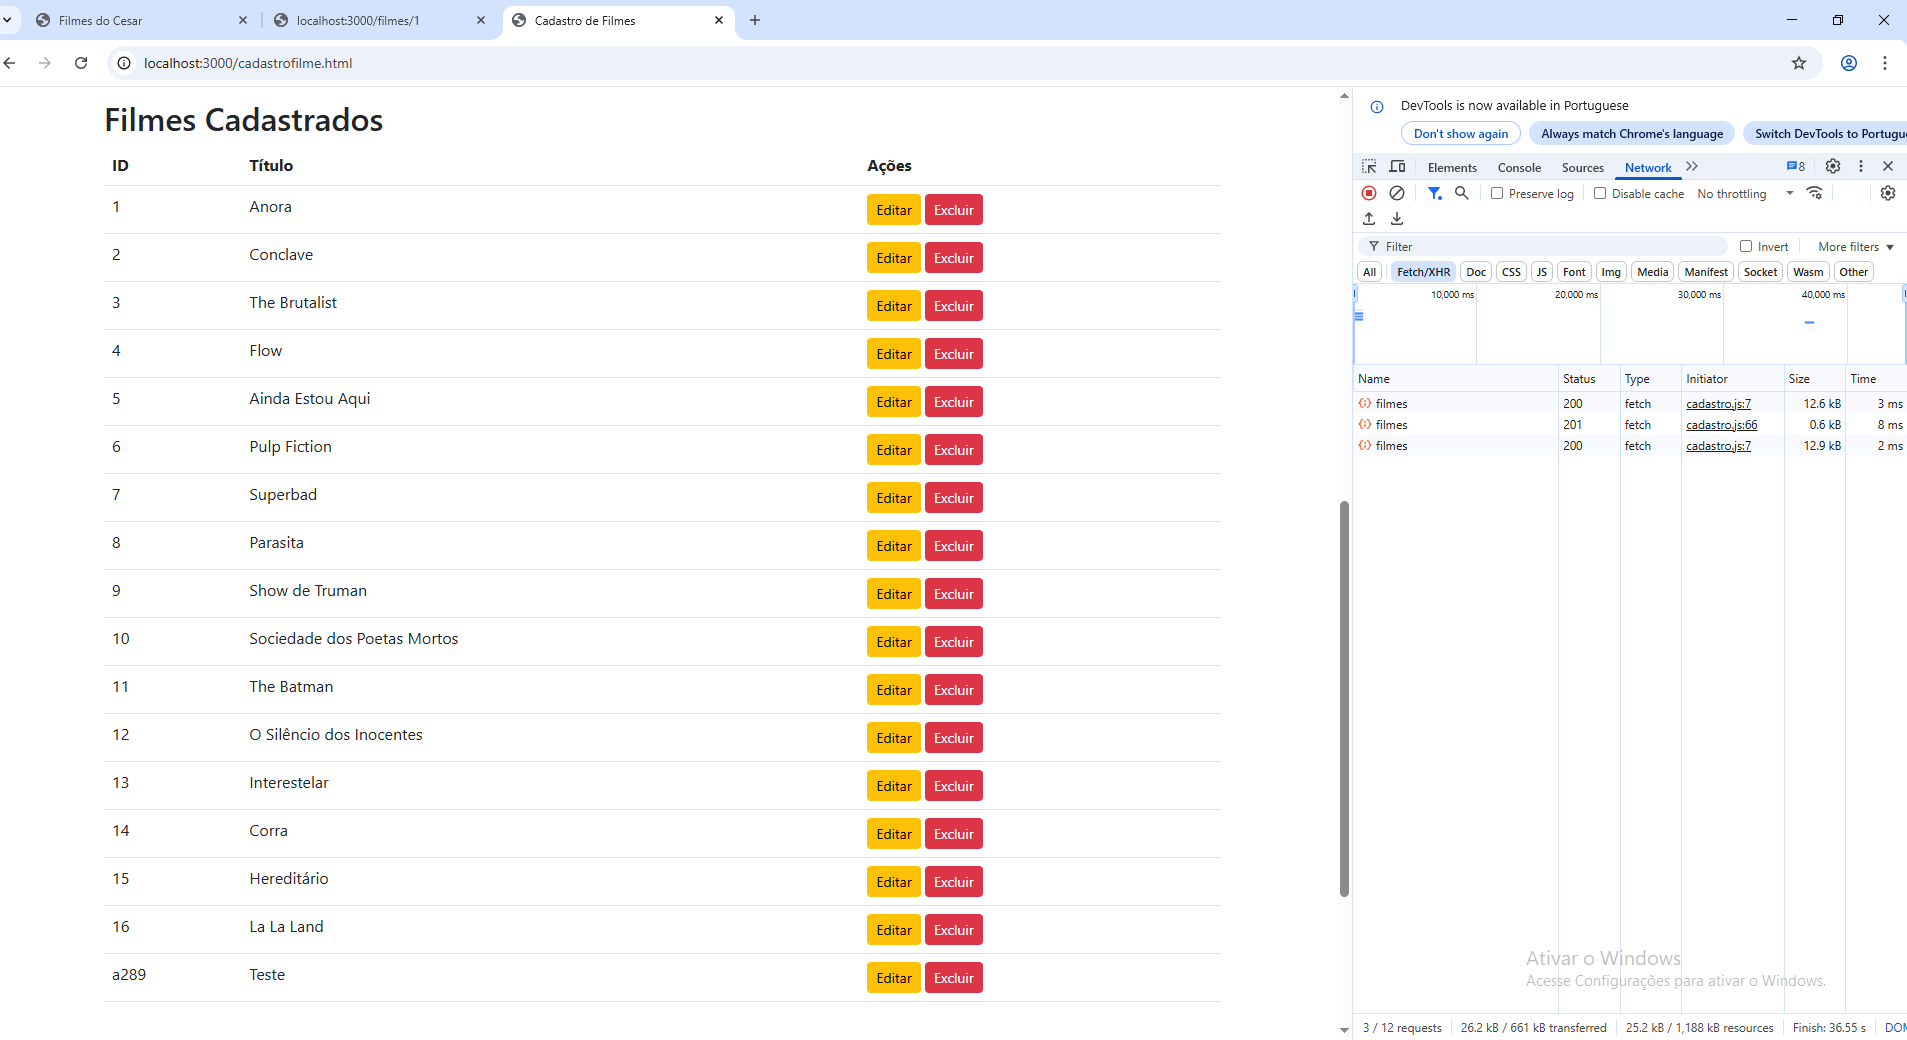 Filmes do Cesar
localhost:3000/filmes/1
Cadastro de Filmes
localhost:3000/cadastrofilme.html
Filmes Cadastrados
ID Título Ações
1 Anora Editar Excluir
2 Conclave Editar Excluir
3 The Brutalist Editar Excluir
4 Flow Editar Excluir
5 Ainda Estou Aqui Editar Excluir
6 Pulp Fiction Editar Excluir
7 Superbad Editar Excluir
8 Parasita Editar Excluir
9 Show de Truman Editar Excluir
10 Sociedade dos Poetas Mortos Editar Excluir
11 The Batman Editar Excluir
12 O Silêncio dos Inocentes Editar Excluir
13 Interestelar Editar Excluir
14 Corra Editar Excluir
15 Hereditário Editar Excluir
16 La La Land Editar Excluir
a289 Teste Editar Excluir
DevTools is now available in Portuguese
Don't show again Always match Chrome's language Switch DevTools to Portugu
Elements Console Sources Network 8
Preserve log Disable cache No throttling
Filter Invert More filters
All Fetch/XHR Doc CSS JS Font Img Media Manifest Socket Wasm Other
10,000 ms 20,000 ms 30,000 ms 40,000 ms
Name Status Type Initiator Size Time
filmes 200 fetch cadastro.js:7 12.6 kB 3 ms
filmes 201 fetch cadastro.js:66 0.6 kB 8 ms
filmes 200 fetch cadastro.js:7 12.9 kB 2 ms
Ativar o Windows
Acesse Configurações para ativar o Windows.
3 / 12 requests 26.2 kB / 661 kB transferred 25.2 kB / 1,188 kB resources Finish: 36.55 s DOM